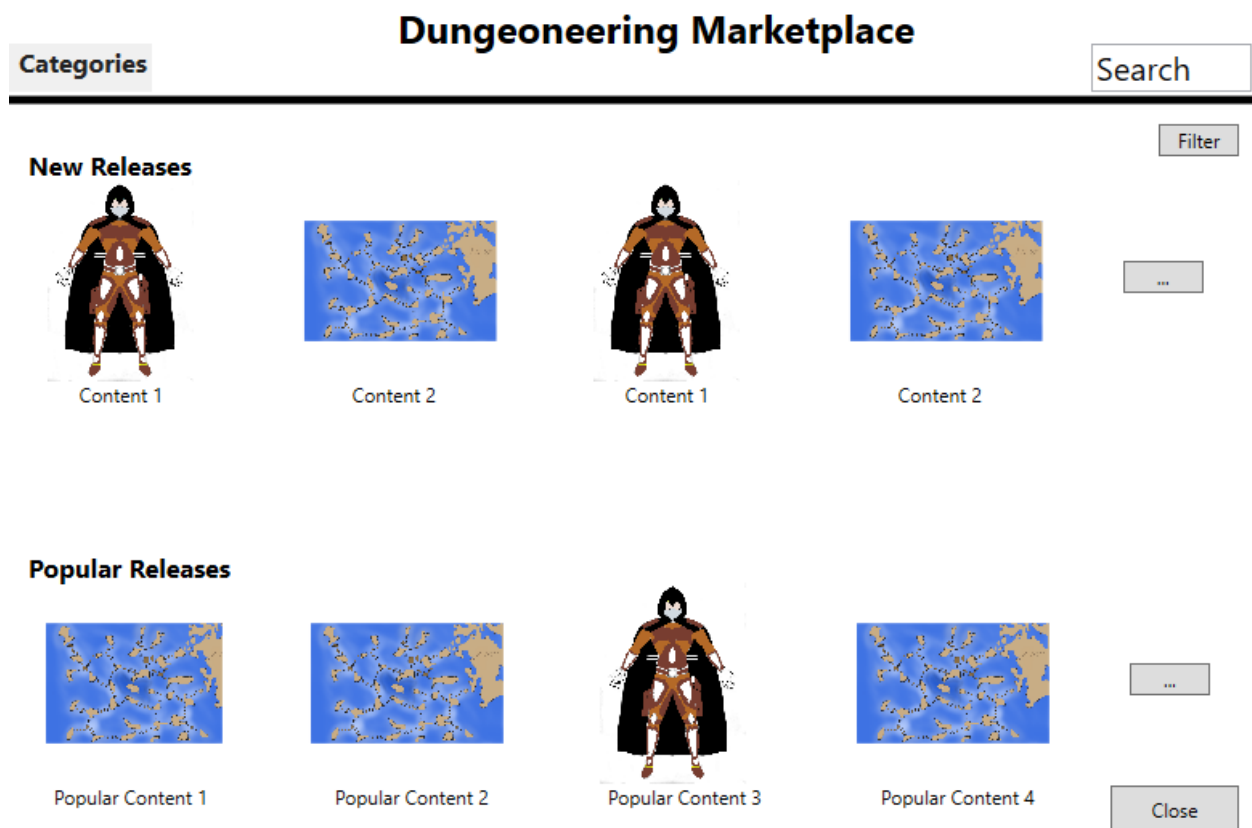 Dungeoneering Marketplace
Categories
Search
Filter
New Releases
...
Content 1
Content 2
Content 1
Content 2
Popular Releases
...
Popular Content 1
Popular Content 2
Popular Content 3
Popular Content 4
Close